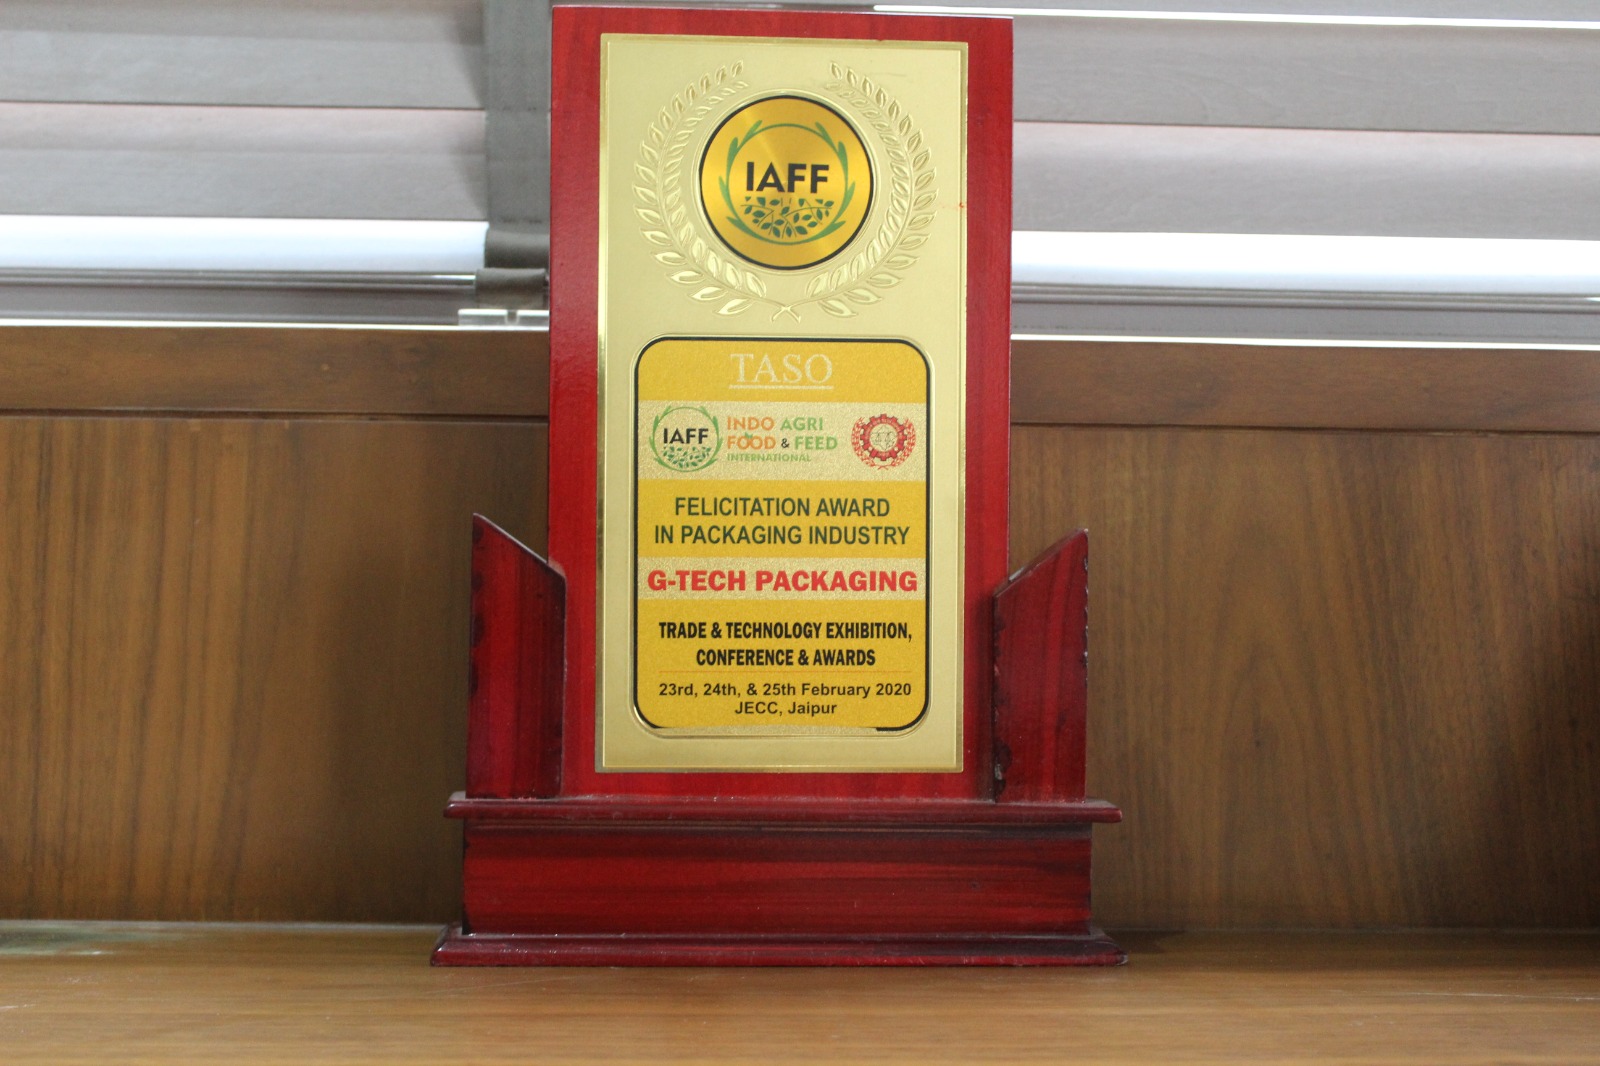 IAFF
TASO
IAFF
INDO AGRI
FOOD & FEED
INTERNATIONAL
FELICITATION AWARD
IN PACKAGING INDUSTRY
G-TECH PACKAGING
TRADE & TECHNOLOGY EXHIBITION,
CONFERENCE & AWARDS
23rd, 24th, & 25th February 2020
JECC, Jaipur